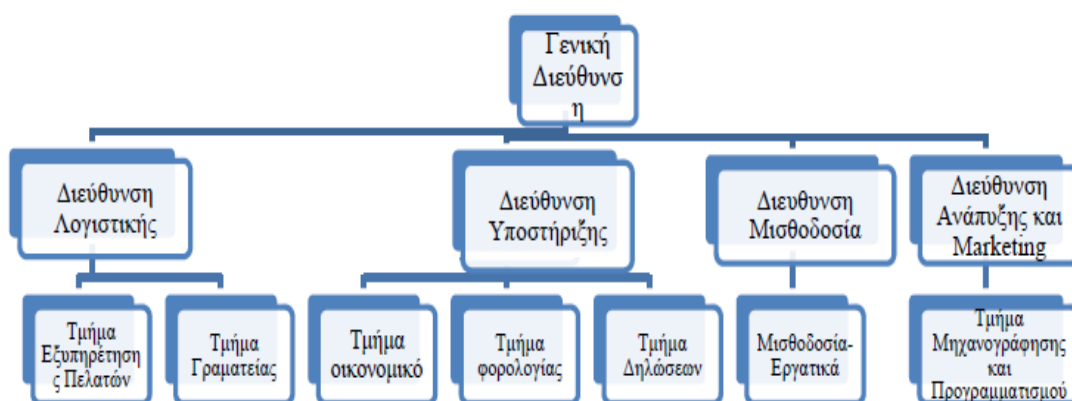 Γενική
Διεύθυνσ
η
Διεύθυνση
Λογιστικής
Διεύθυνση
Υποστήριξης
Διευθυνση
Μισθοδοσία
Διεύθυνση
Ανάπυξης και
Marketing
Τμήμα
Εξυπηρέτηση
ς Πελατών
Τμήμα
Γραματείας
Τμήμα
οικονομικό
Τμήμα
φορολογίας
Τμήμα
Δηλώσεων
Μισθοδοσία-
Εργατικά
Τμήμα
Μηχανογράφησης
και
Προγραμματισμού